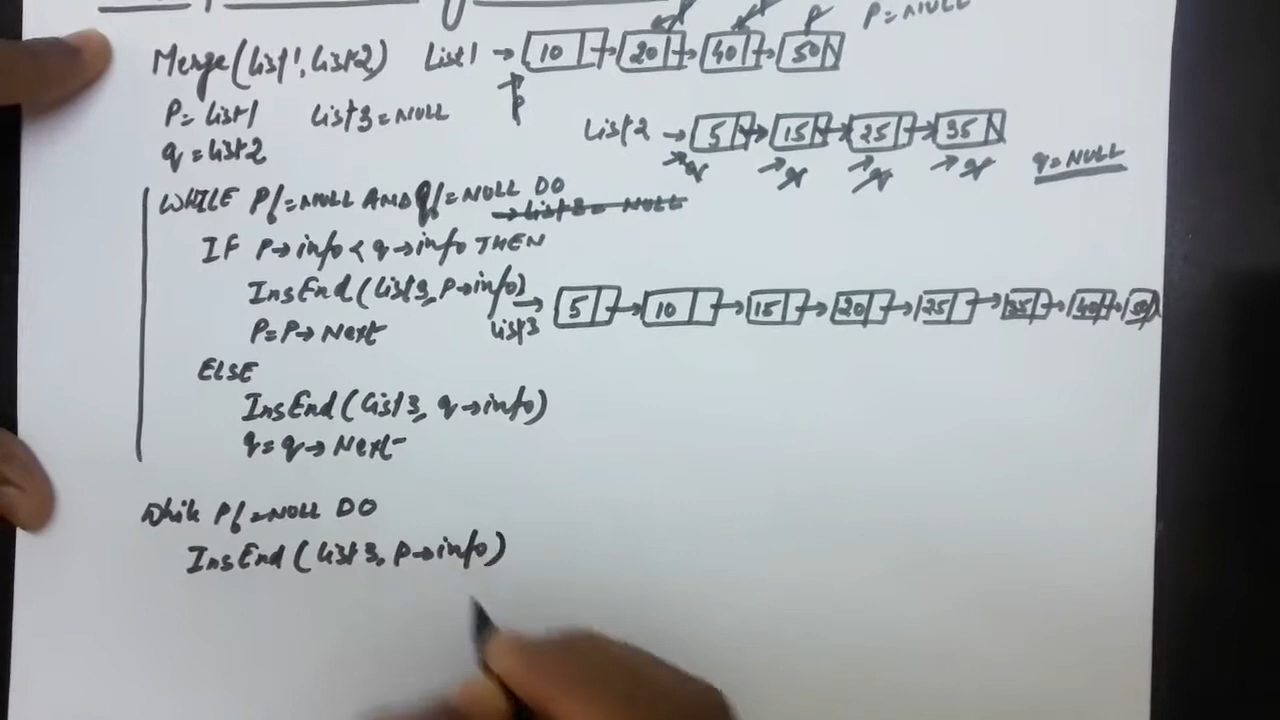 Merge(List1, List2) List1 → 10 20 40 50 P=NULL
P=List1 List3=NULL
q=List2
List2 → 5 15 25 35
q=NULL
WHILE P/=NULL AND q/=NULL DO
→List3= NULL
IF P→info < q→info THEN
InsEnd(List3, P→info)
P=P→Next
List3 → 5 10 15 20 25 35 40 50
ELSE
InsEnd(List3, q→info)
q=q→Next
While P/=NULL DO
InsEnd(List3, P→info)